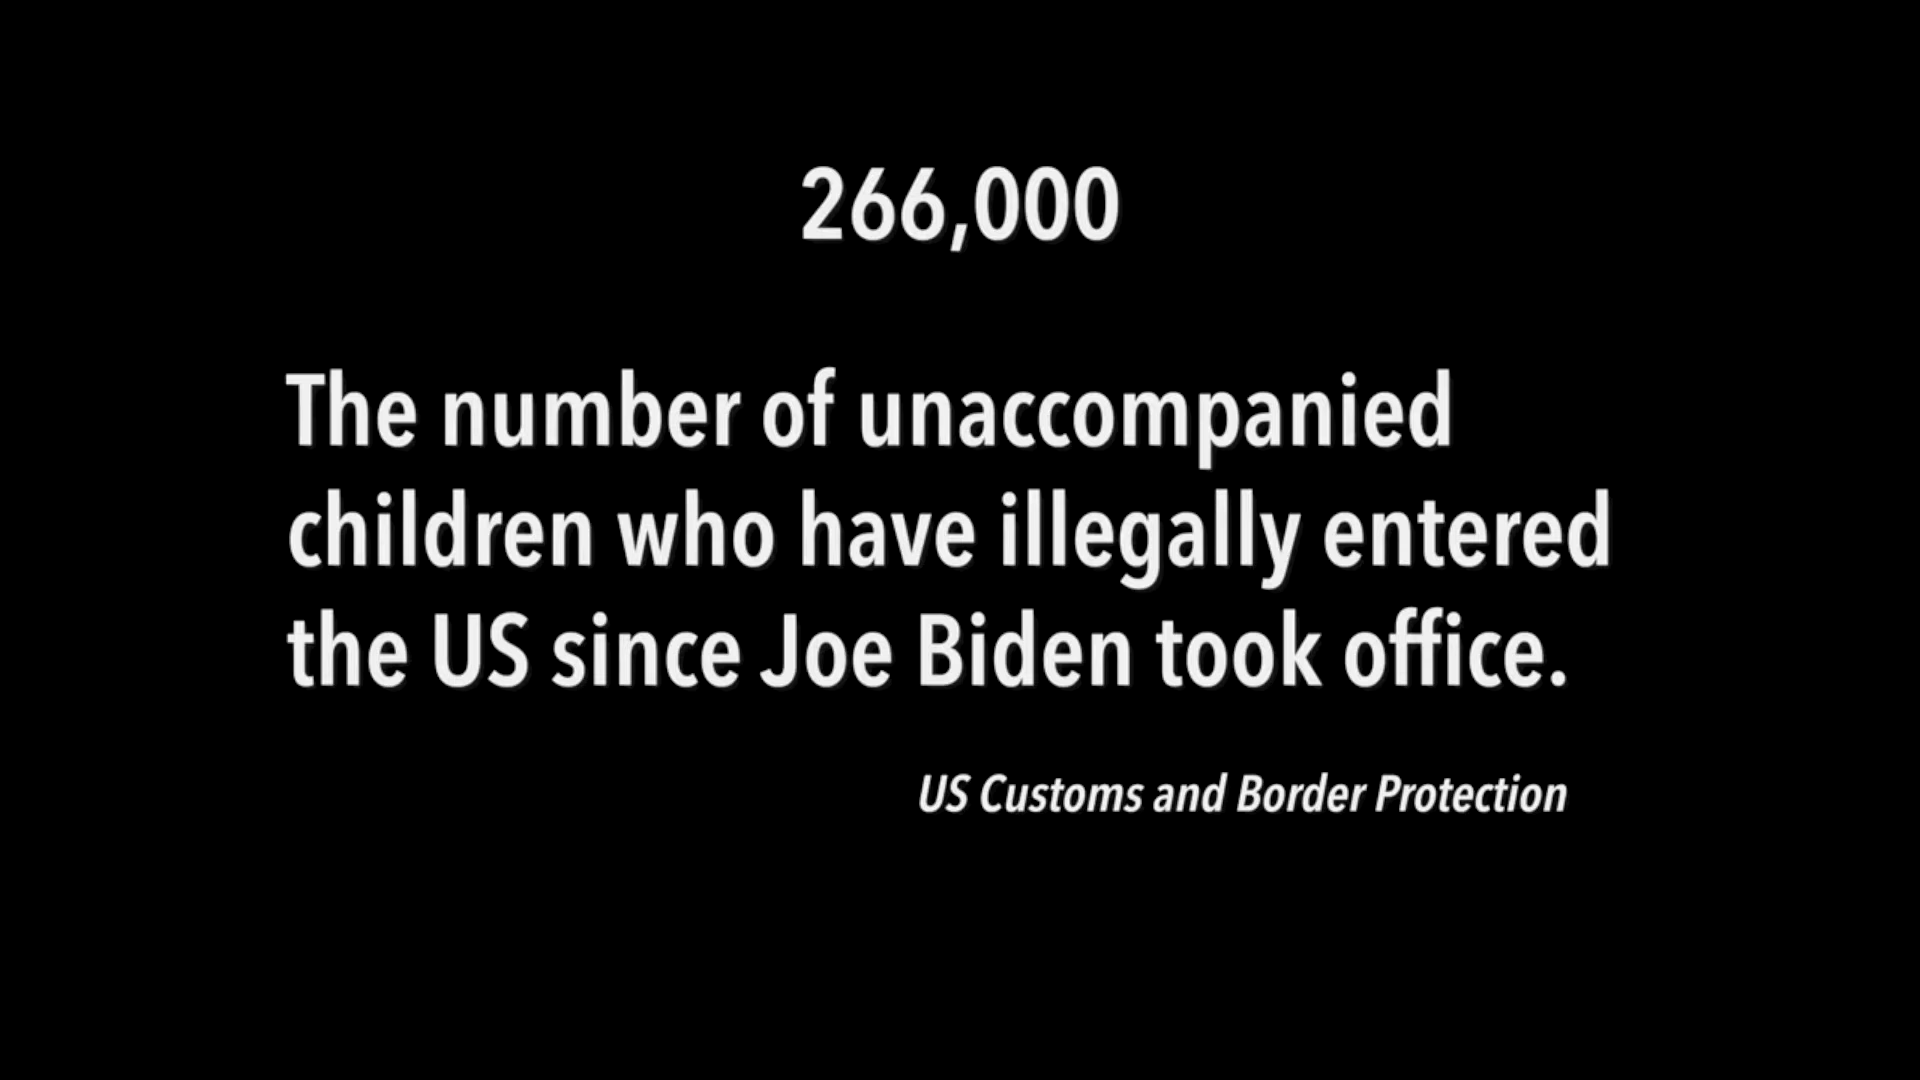 266,000
The number of unaccompanied
children who have illegally entered
the US since Joe Biden took office.
US Customs and Border Protection